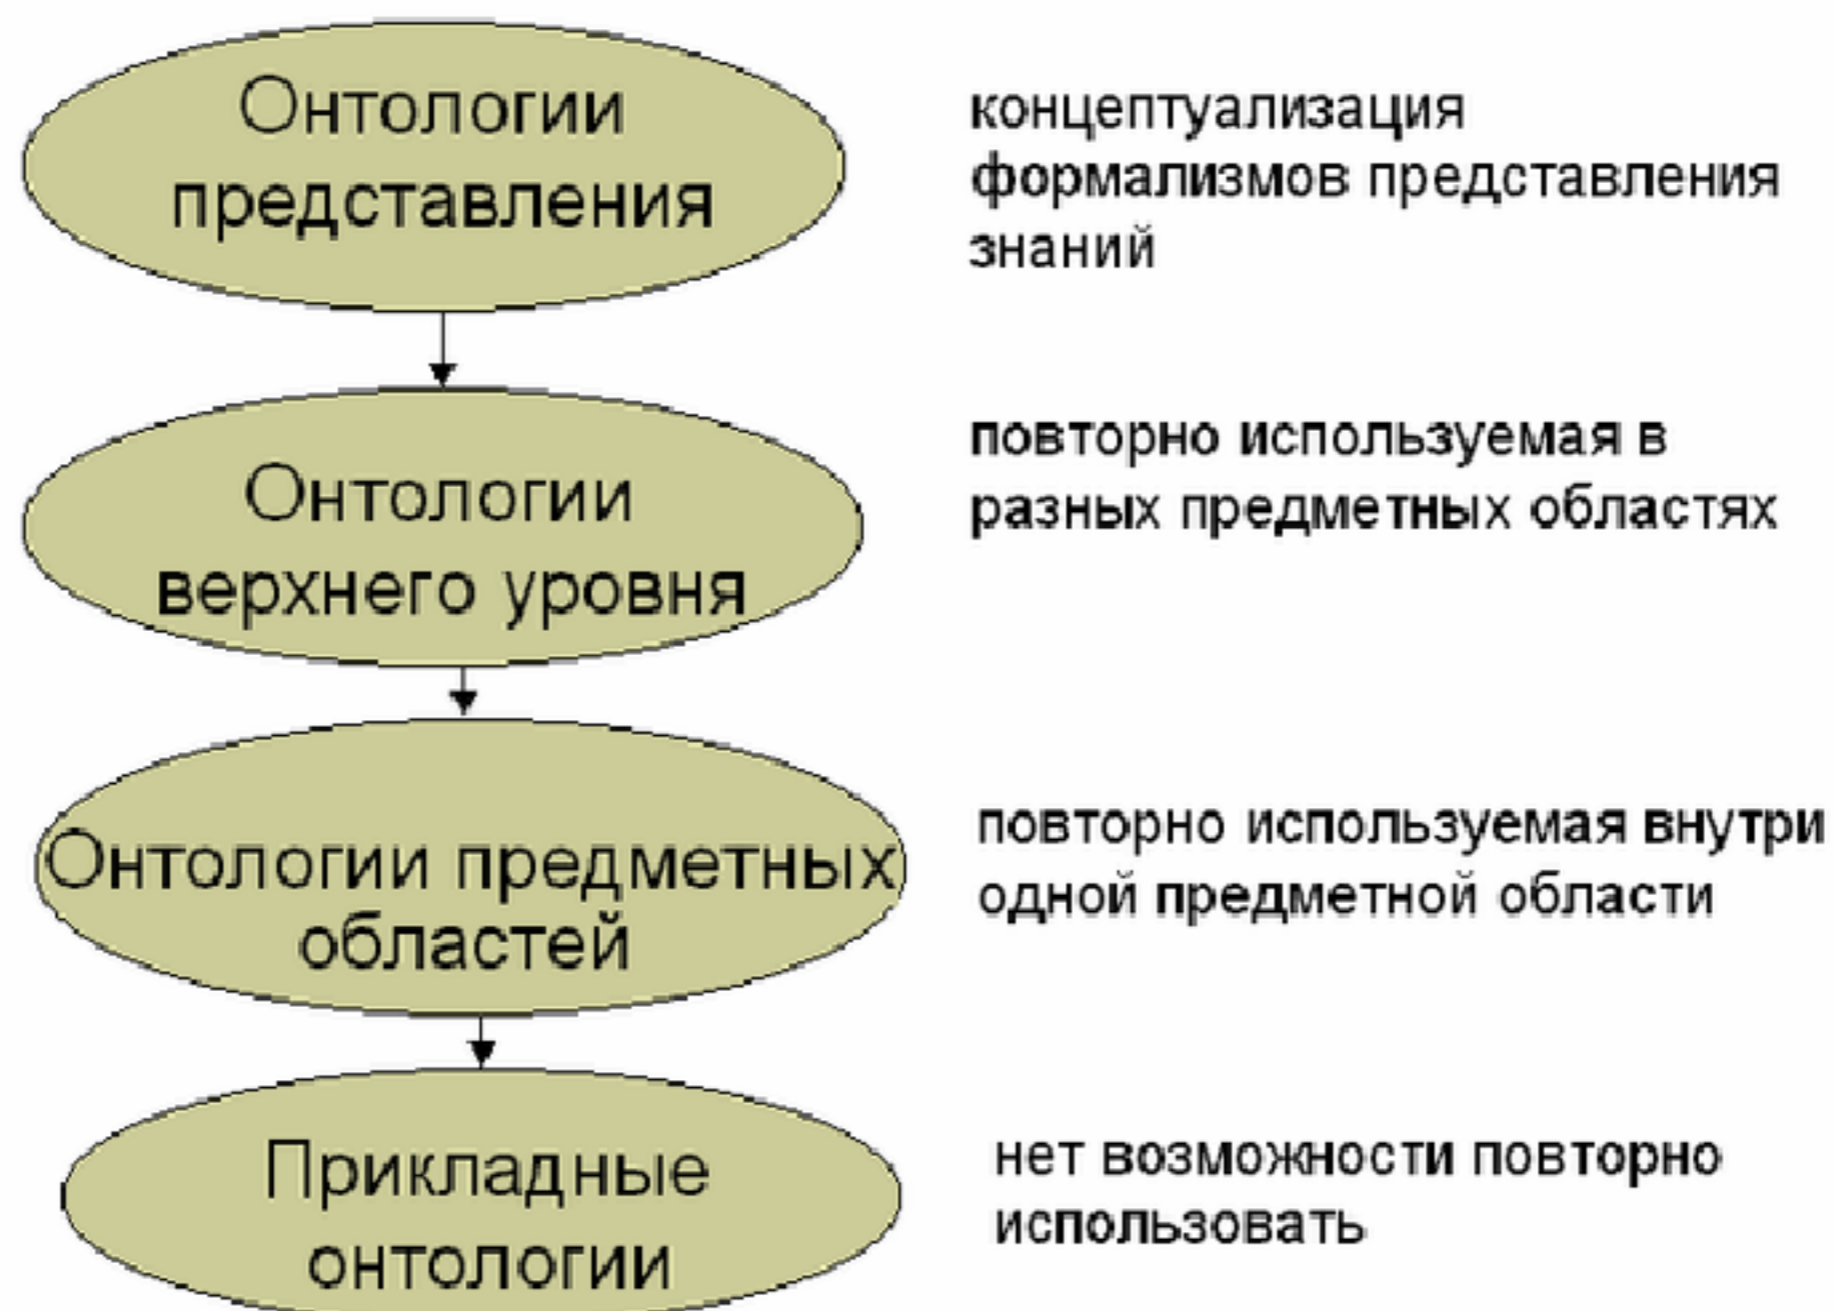 Онтологии
представления
концептуализация
формализмов представления
знаний
Онтологии
верхнего уровня
повторно используемая в
разных предметных областях
Онтологии предметных
областей
повторно используемая внутри
одной предметной области
Прикладные
онтологии
нет возможности повторно
использовать